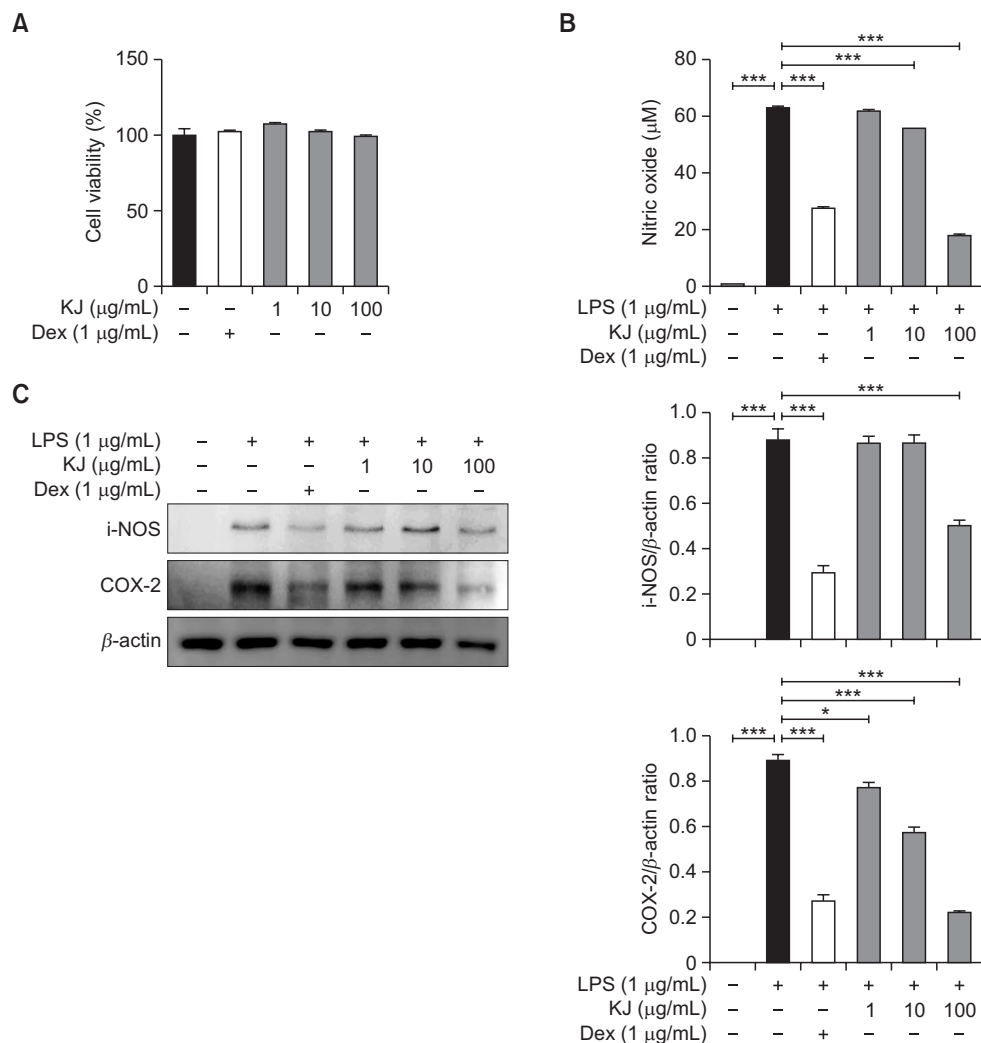 A
150
100
50
0
Cell viability (%)
KJ (μg/mL) – – 1 10 100
Dex (1 μg/mL) – + – – –
B
*** ***
***
***
80
60
40
20
0
Nitric oxide (μM)
LPS (1 μg/mL) – + + + + +
KJ (μg/mL) – – – 1 10 100
Dex (1 μg/mL) – – + – – –
C
LPS (1 μg/mL) – + + + + +
KJ (μg/mL) – – – 1 10 100
Dex (1 μg/mL) – – + – – –
i-NOS
COX-2
β-actin
***
*** ***
1.0
0.8
0.6
0.4
0.2
0
i-NOS/β-actin ratio
***
***
*
*** ***
1.0
0.8
0.6
0.4
0.2
0
COX-2/β-actin ratio
LPS (1 μg/mL) – + + + + +
KJ (μg/mL) – – – 1 10 100
Dex (1 μg/mL) – – + – – –